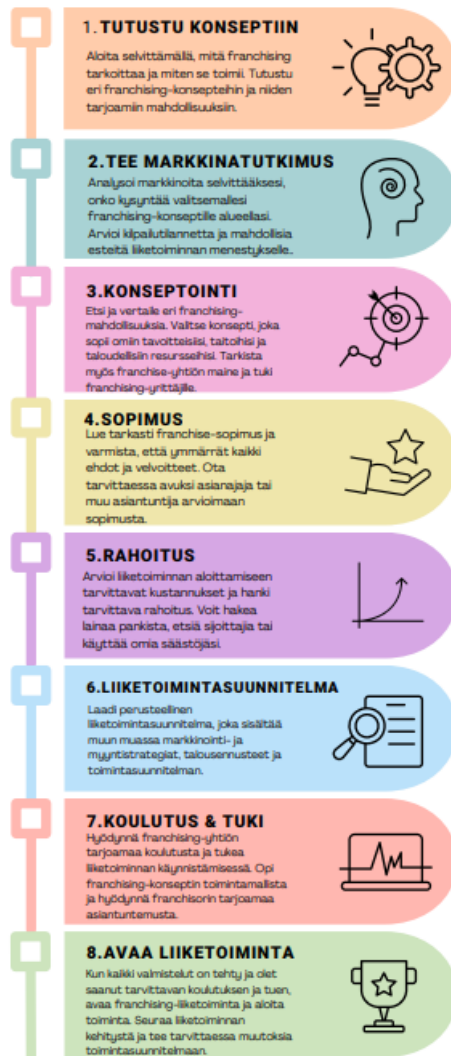 1. TUTUSTU KONSEPTIIN
Aloita selvittämällä, mitä franchising
tarkoittaa ja miten se toimii. Tutustu
eri franchising-konsepteihin ja niiden
tarjoamiin mahdollisuuksiin.
2.TEE MARKKINATUTKIMUS
Analysoi markkinoita selvittääksesi,
onko kysyntää valitsemallesi
franchising-konseptille alueellasi.
Arvioi kilpailutilannetta ja mahdollisia
esteitä liiketoiminnan menestykselle..
3.KONSEPTOINTI
Etsi ja vertaile eri franchising-
mahdollisuuksia. Valitse konsepti, joka
sopii omiin tavoitteisiisi, taitoihisi ja
taloudellisiin resursseihisi. Tarkista
myös franchise-yhtiön maine ja tuki
franchising-yrittäjille.
4.SOPIMUS
Lue tarkasti franchise-sopimus ja
varmista, että ymmärrät kaikki
ehdot ja velvoitteet. Ota
tarvittaessa avuksi asianajaja tai
muu asiantuntija arvioimaan
sopimusta.
5.RAHOITUS
Arvioi liiketoiminnan aloittamiseen
tarvittavat kustannukset ja hanki
tarvittava rahoitus. Voit hakea
lainaa pankista, etsiä sijoittajia tai
käyttää omia säästöjäsi.
6.LIIKETOIMINTASUUNNITELMA
Laadi perusteellinen
liiketoimintasuunnitelma, joka sisältää
muun muassa markkinointi- ja
myyntistrategiat, talousennusteet ja
toimintasuunnitelman.
7.KOULUTUS & TUKI
Hyödynnä franchising-yhtiön
tarjoamaa koulutusta ja tukea
liiketoiminnan käynnistämisessä. Opi
franchising-konseptin toimintamallista
ja hyödynnä franchisorin tarjoamaa
asiantuntemusta.
8.AVAA LIIKETOIMINTA
Kun kaikki valmistelut on tehty ja olet
saanut tarvittavan koulutuksen ja tuen,
avaa franchising-liiketoiminta ja aloita
toiminta. Seuraa liiketoiminnan
kehitystä ja tee tarvittaessa muutoksia
toimintasuunnitelmaan.